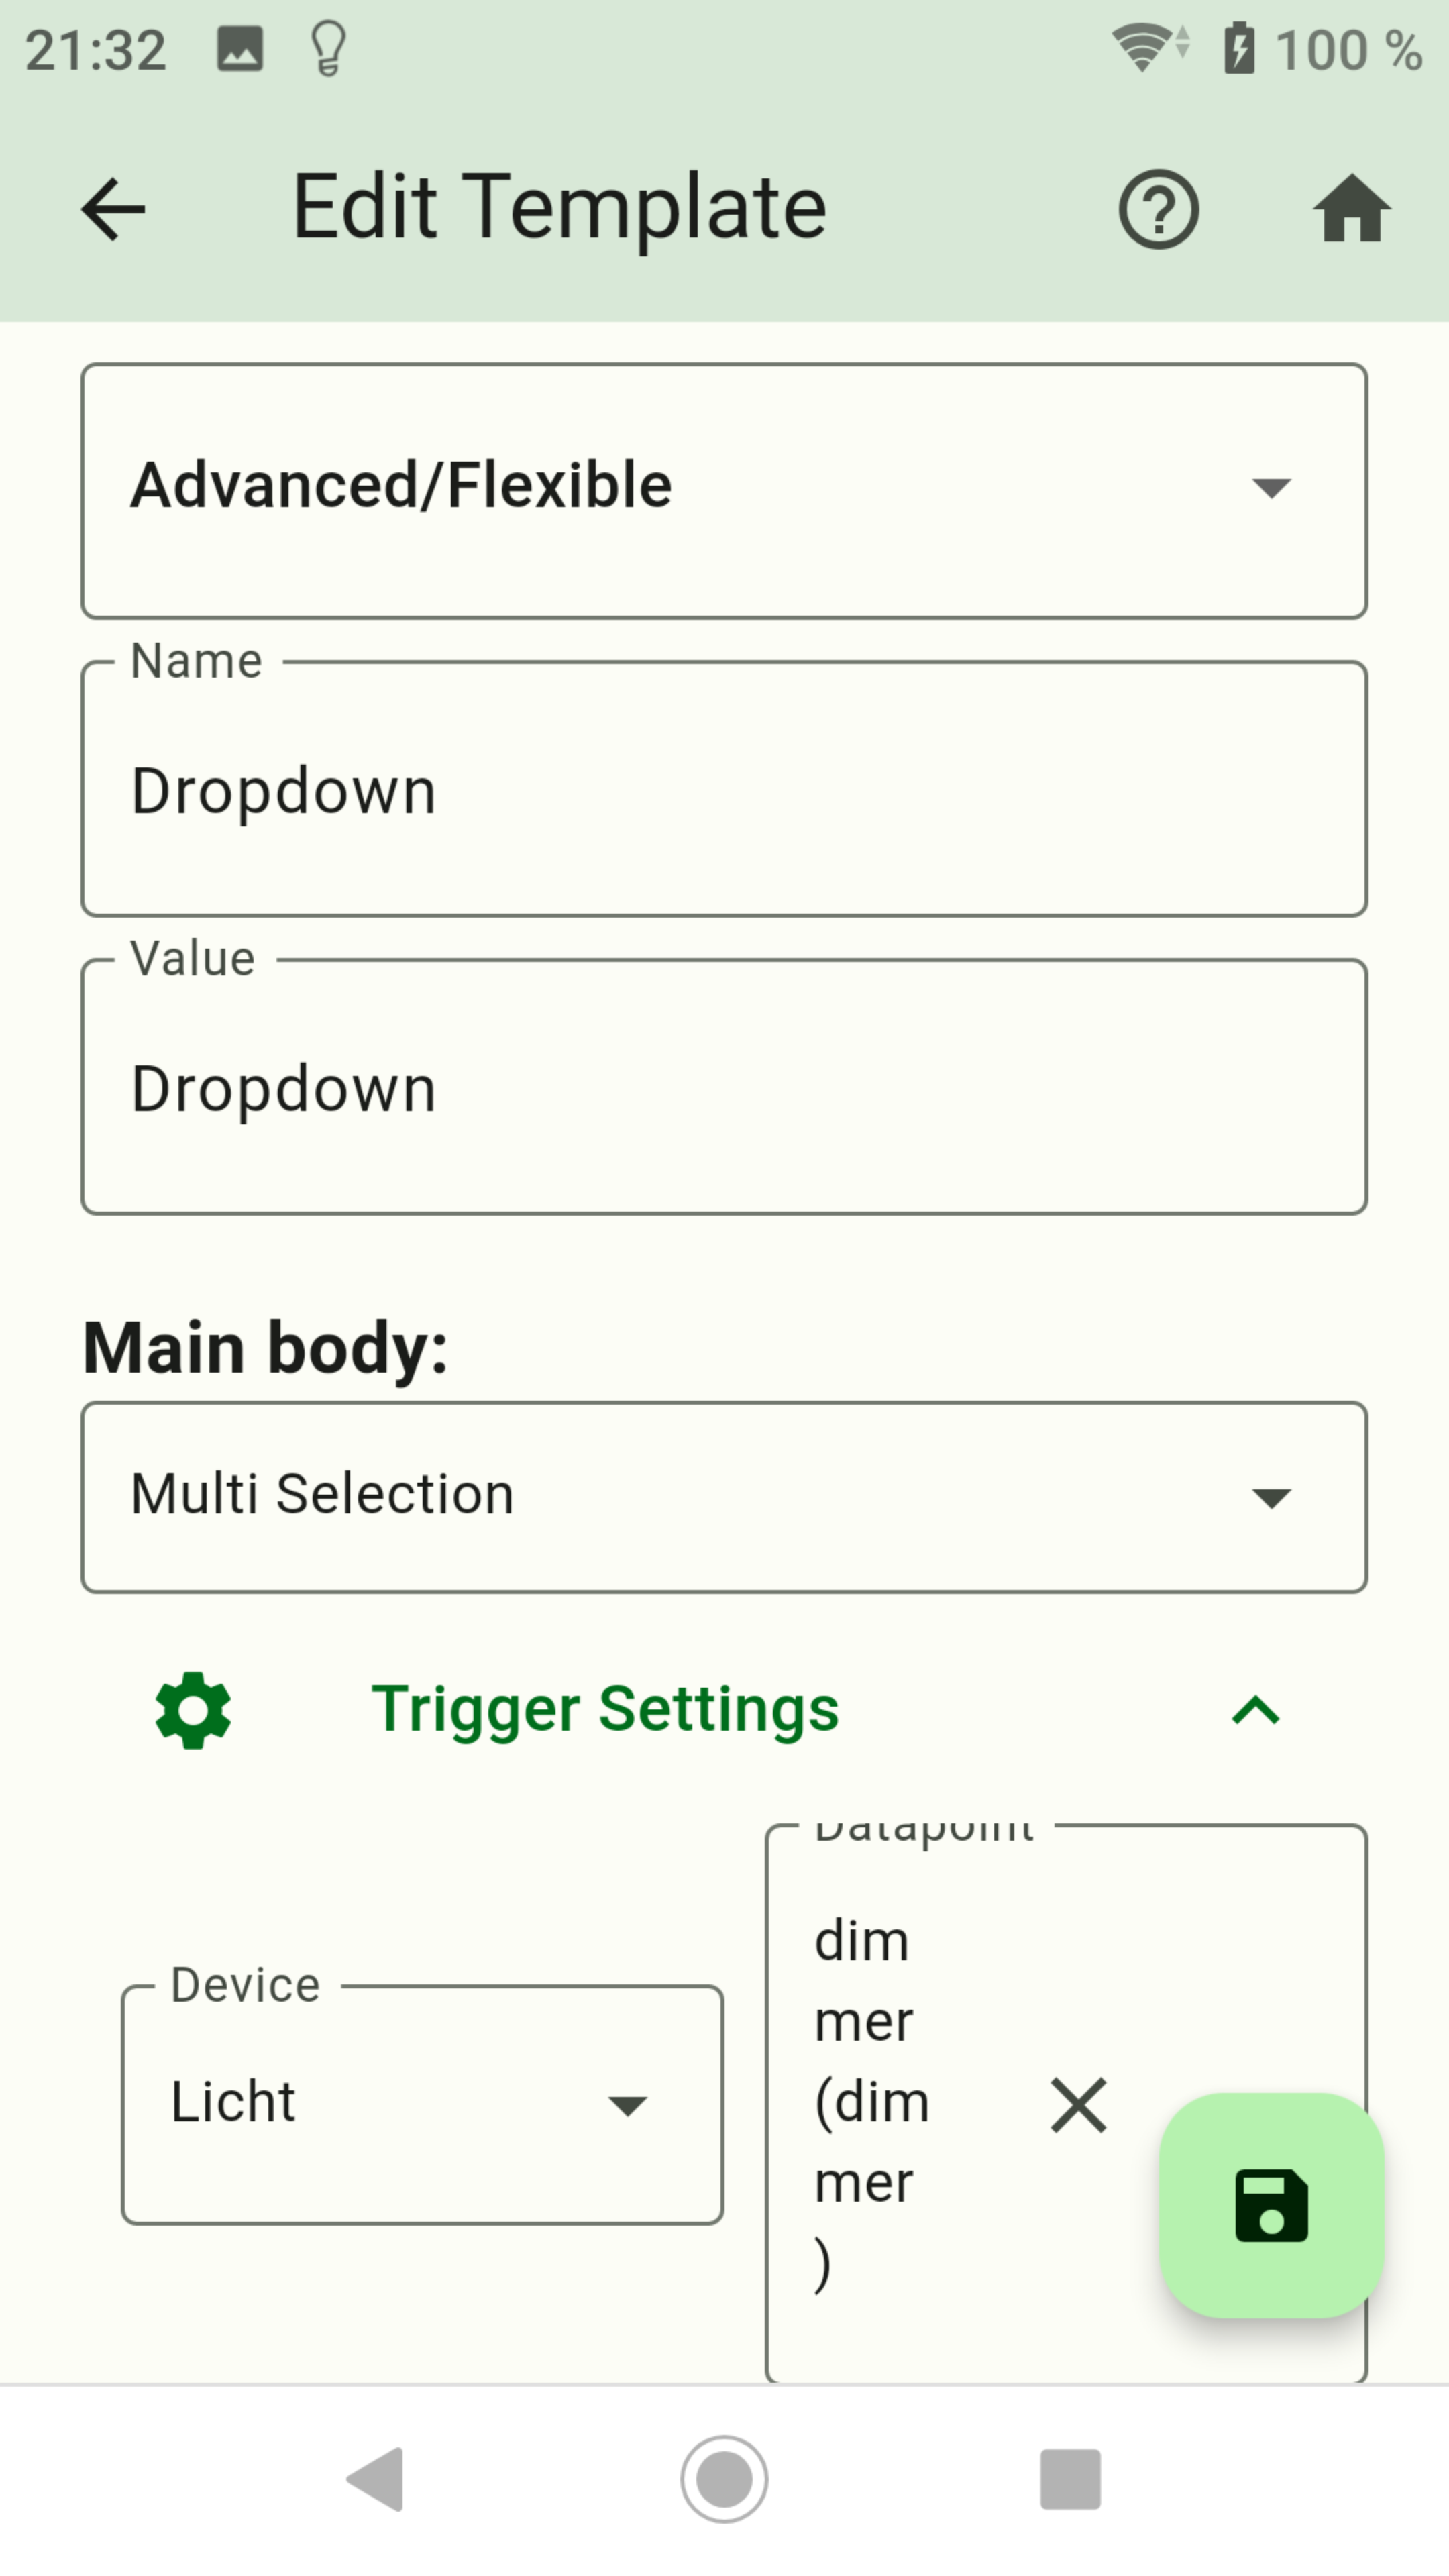 21:32
100 %
Edit Template
Advanced/Flexible
Name
Dropdown
Value
Dropdown
Main body:
Multi Selection
Trigger Settings
Datapoint
Device
Licht
dim
mer
(dim
mer
)